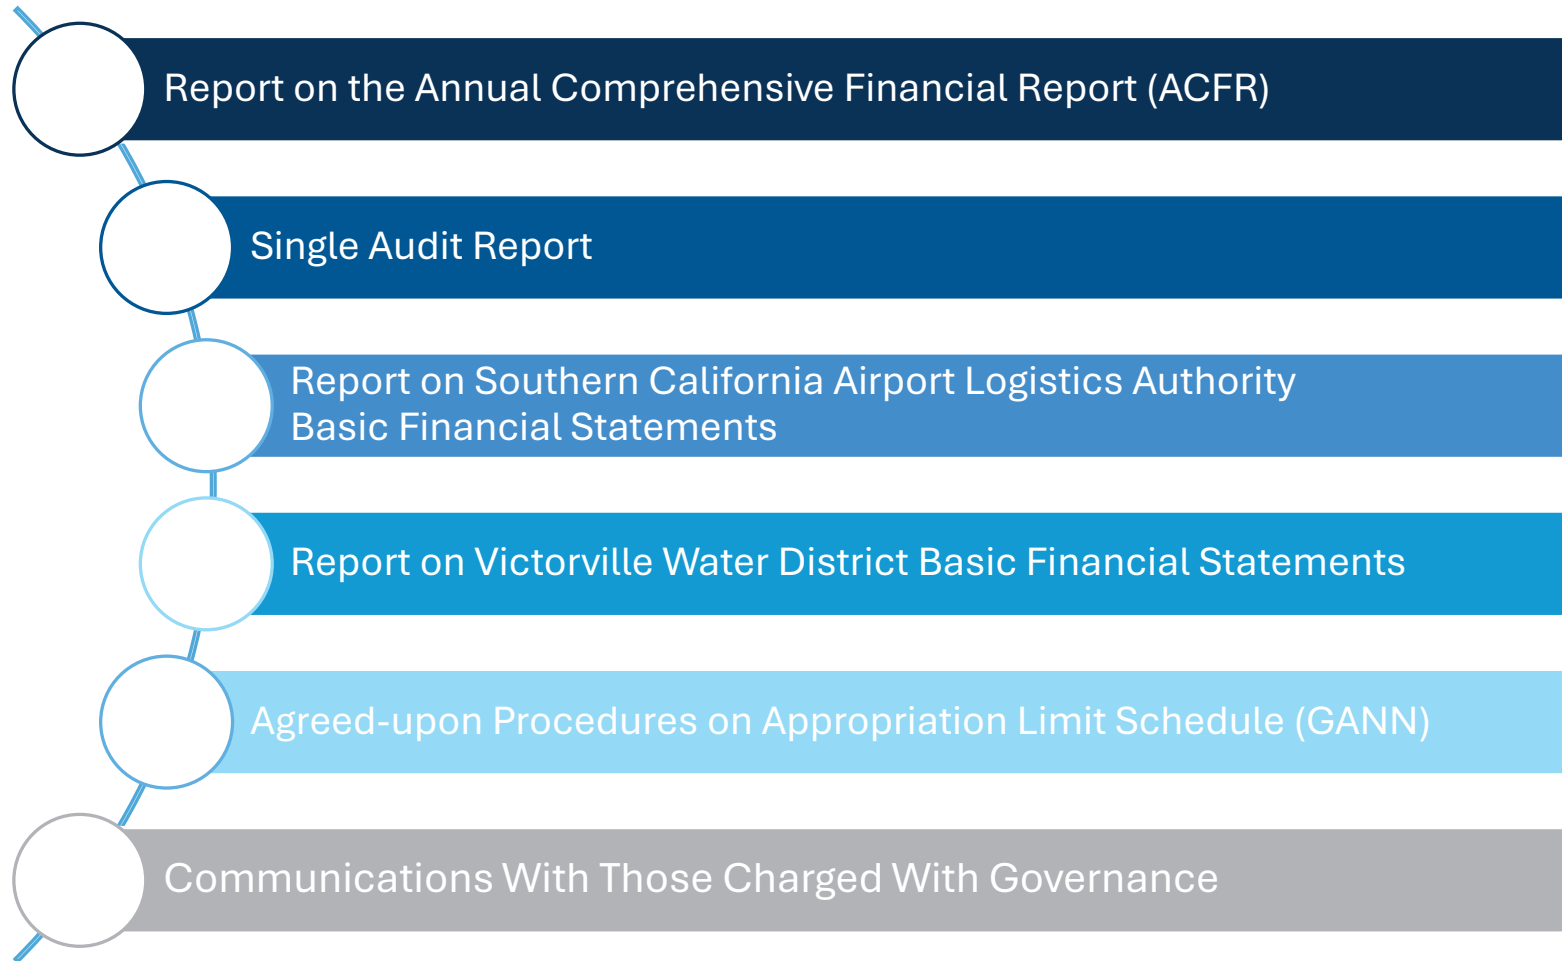 Report on the Annual Comprehensive Financial Report (ACFR)
Single Audit Report
Report on Southern California Airport Logistics Authority
Basic Financial Statements
Report on Victorville Water District Basic Financial Statements
Agreed-upon Procedures on Appropriation Limit Schedule (GANN)
Communications With Those Charged With Governance